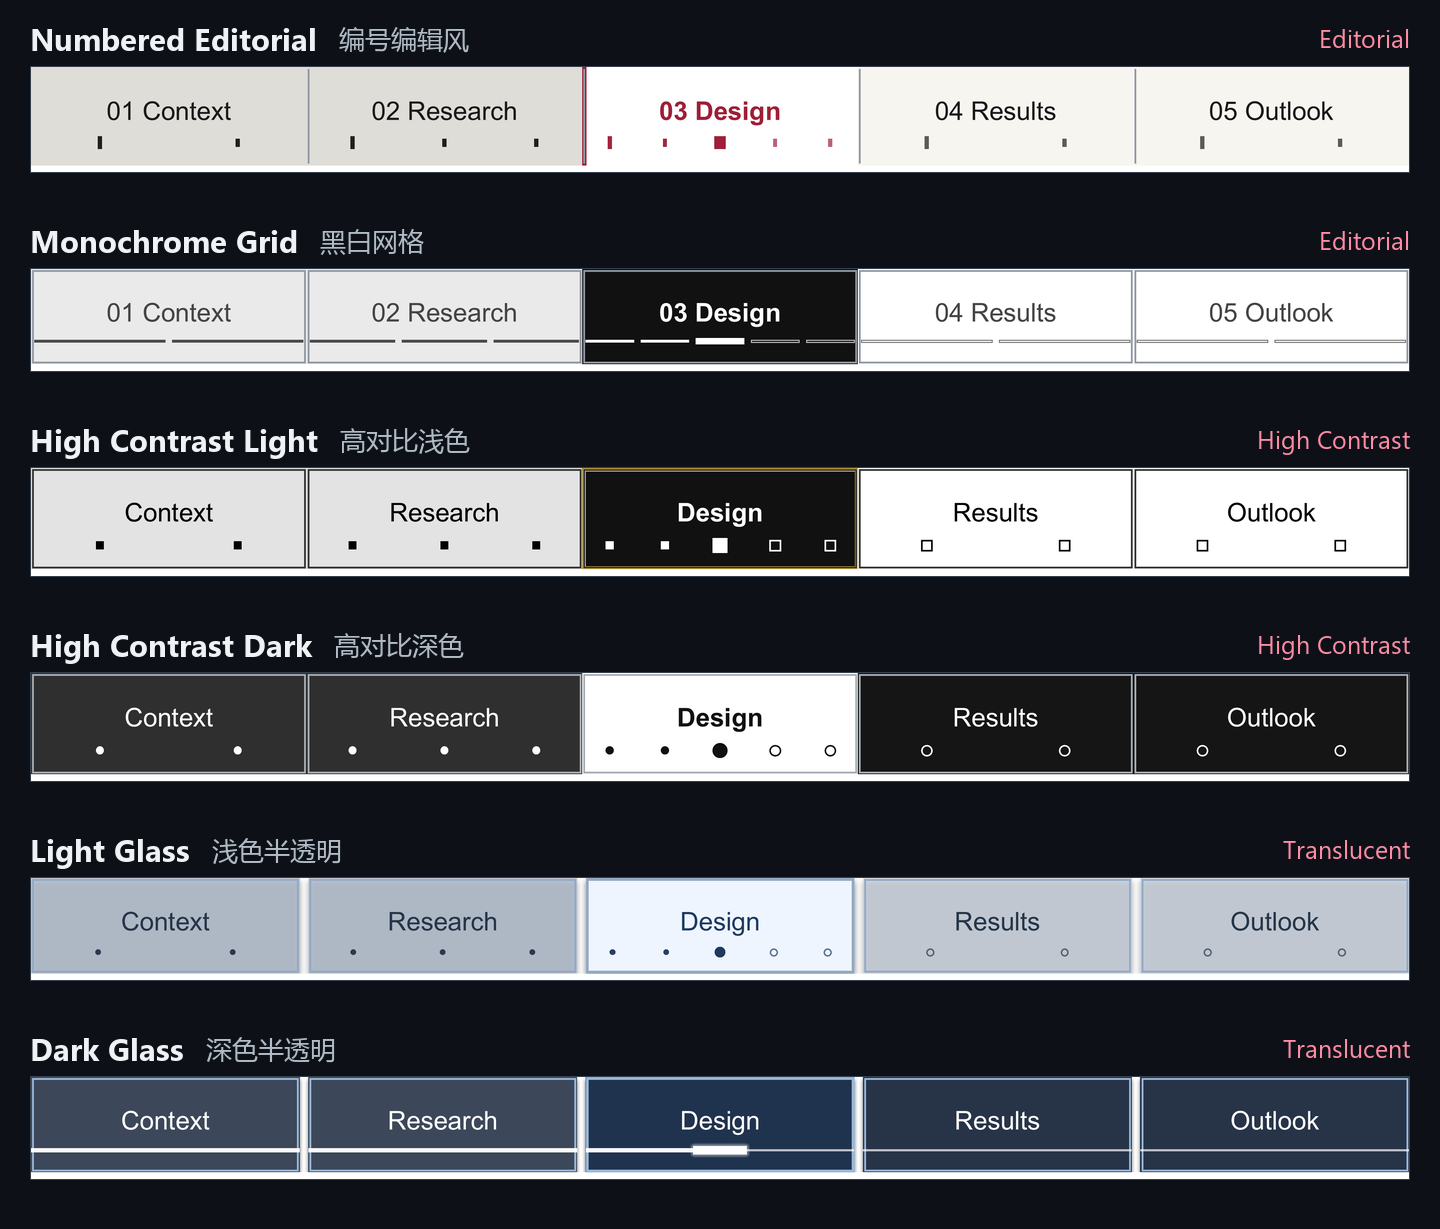 Numbered Editorial 编号编辑风 Editorial
01 Context 02 Research 03 Design 04 Results 05 Outlook
Monochrome Grid 黑白网格 Editorial
01 Context 02 Research 03 Design 04 Results 05 Outlook
High Contrast Light 高对比浅色 High Contrast
Context Research Design Results Outlook
High Contrast Dark 高对比深色 High Contrast
Context Research Design Results Outlook
Light Glass 浅色半透明 Translucent
Context Research Design Results Outlook
Dark Glass 深色半透明 Translucent
Context Research Design Results Outlook